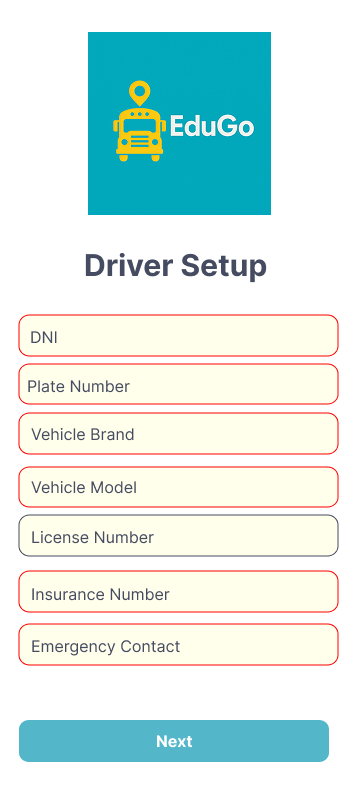 EduGo
Driver Setup
DNI
Plate Number
Vehicle Brand
Vehicle Model
License Number
Insurance Number
Emergency Contact
Next